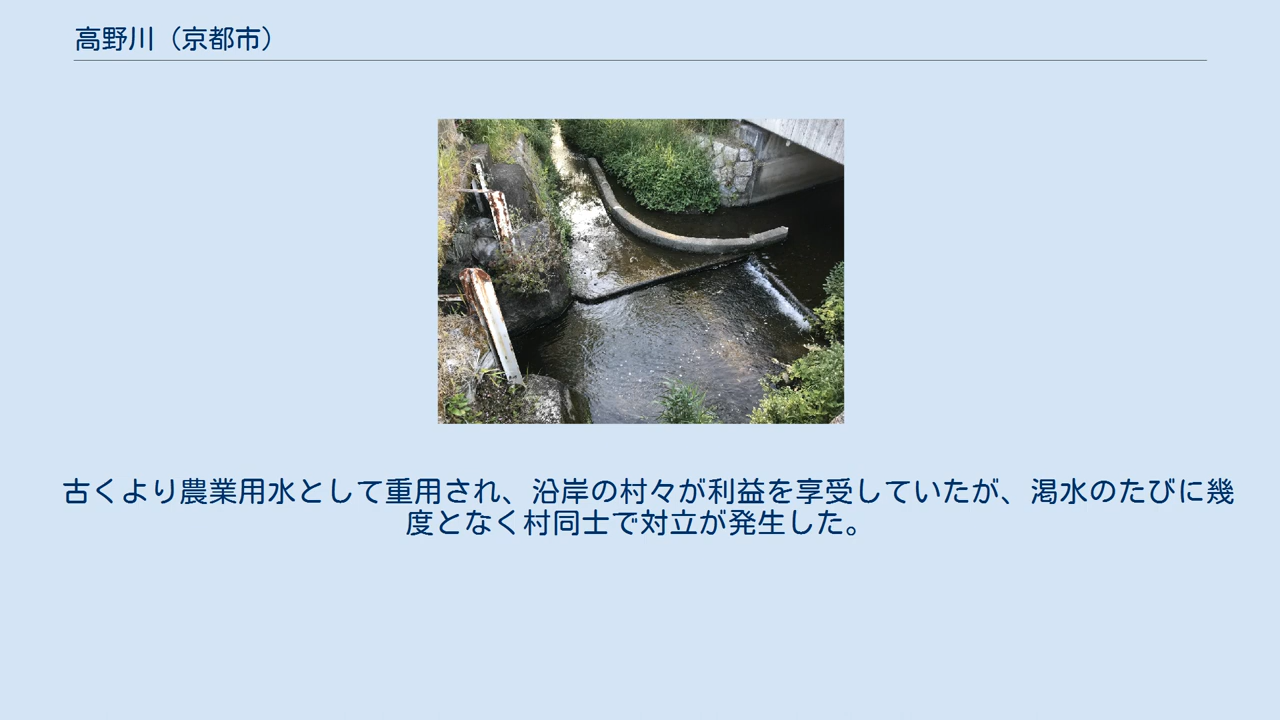 高野川（京都市）
古くより農業用水として重用され、沿岸の村々が利益を享受していたが、渇水のたびに幾
度となく村同士で対立が発生した。